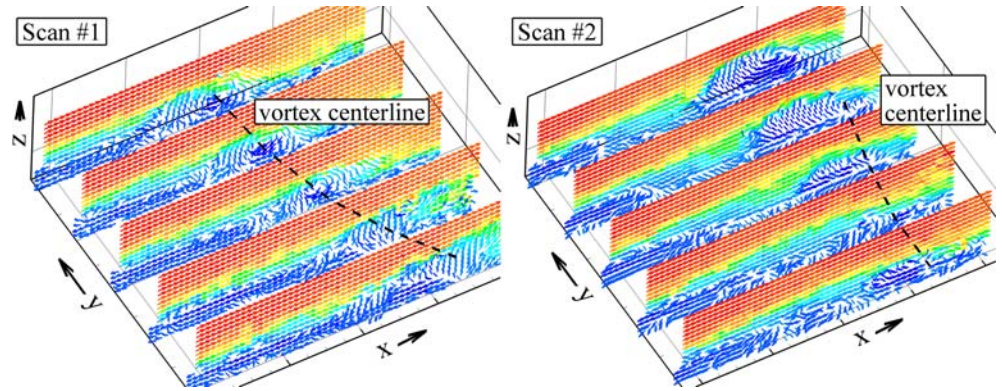 Scan #1
vortex centerline
z
y
x
Scan #2
vortex
centerline
z
y
x